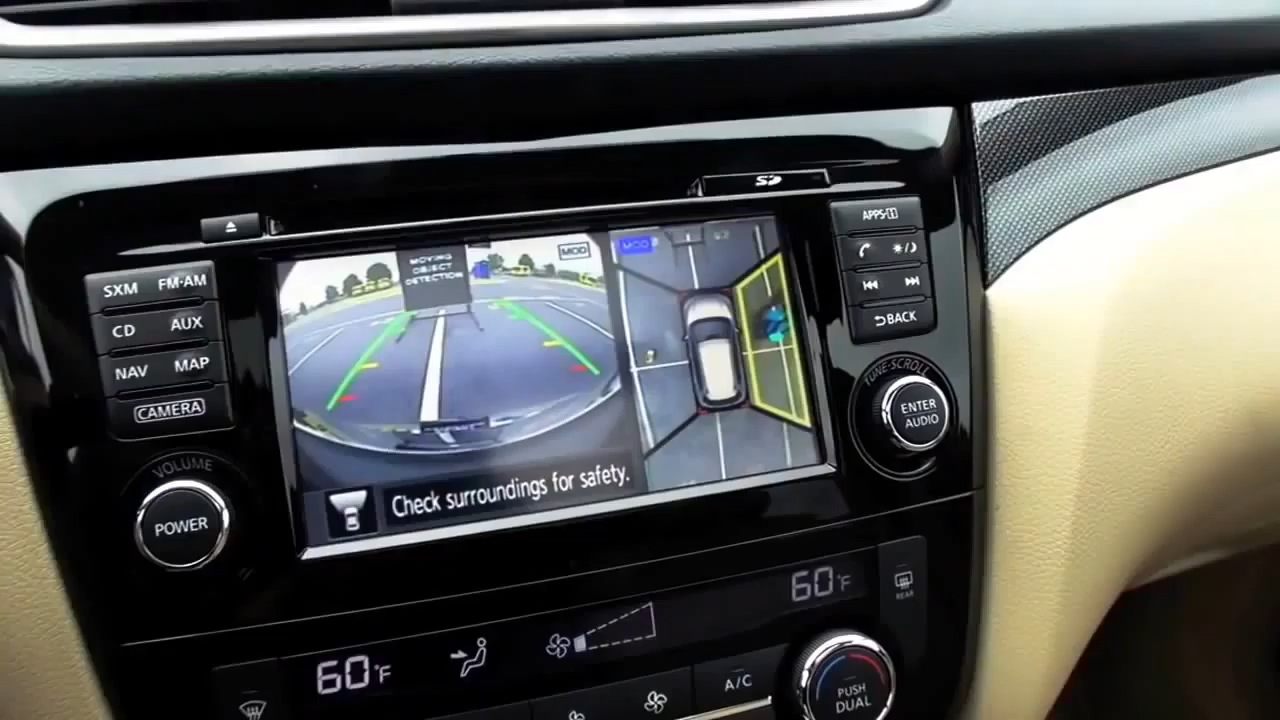 SD
APPS·i
SXM FM·AM
CD AUX
NAV MAP
CAMERA
VOLUME
POWER
MOVING
OBJECT
DETECTION
MOD
MOD
Check surroundings for safety.
BACK
TUNE·SCROLL
ENTER
AUDIO
60°F
60°F
REAR
A/C
PUSH
DUAL